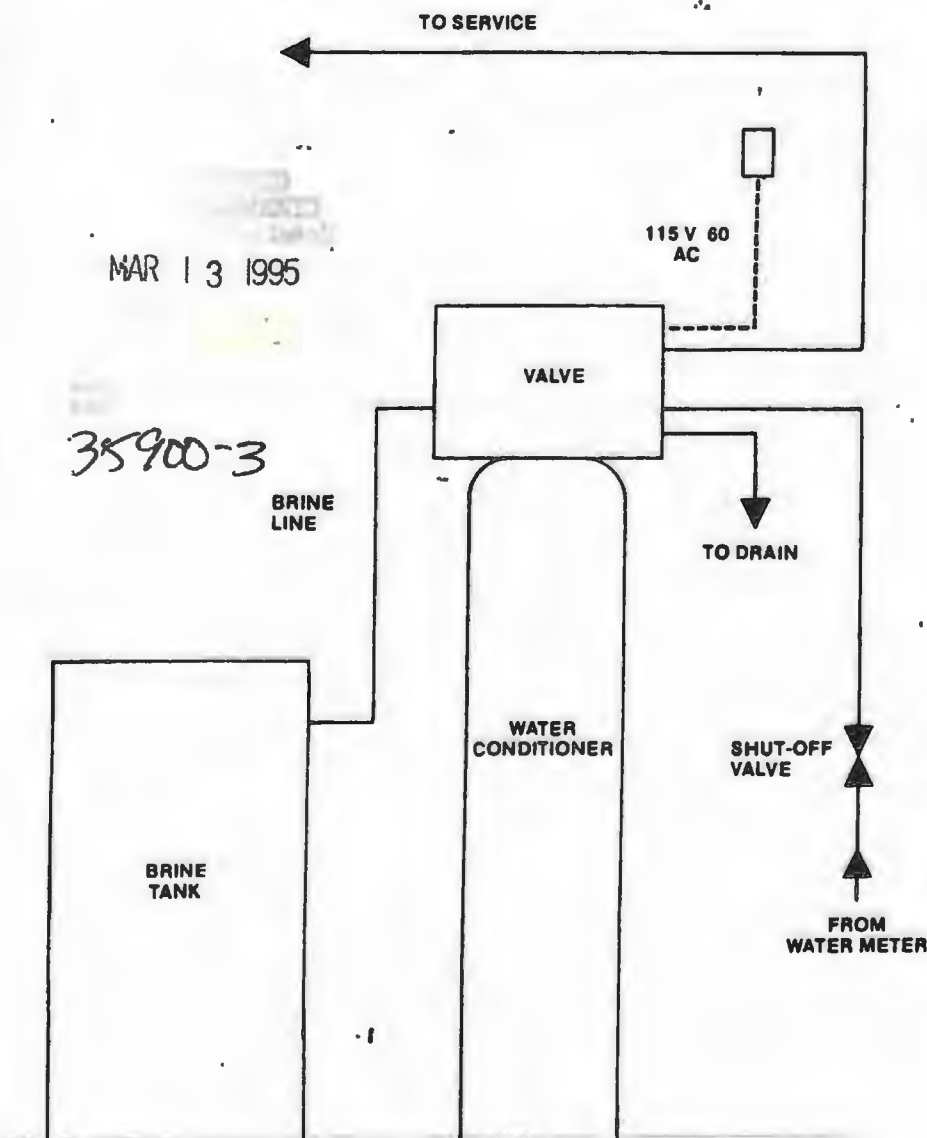 TO SERVICE
115 V 60
AC
MAR 13 1995
VALVE
35900-3
BRINE
LINE
TO DRAIN
WATER
CONDITIONER
SHUT-OFF
VALVE
BRINE
TANK
FROM
WATER METER